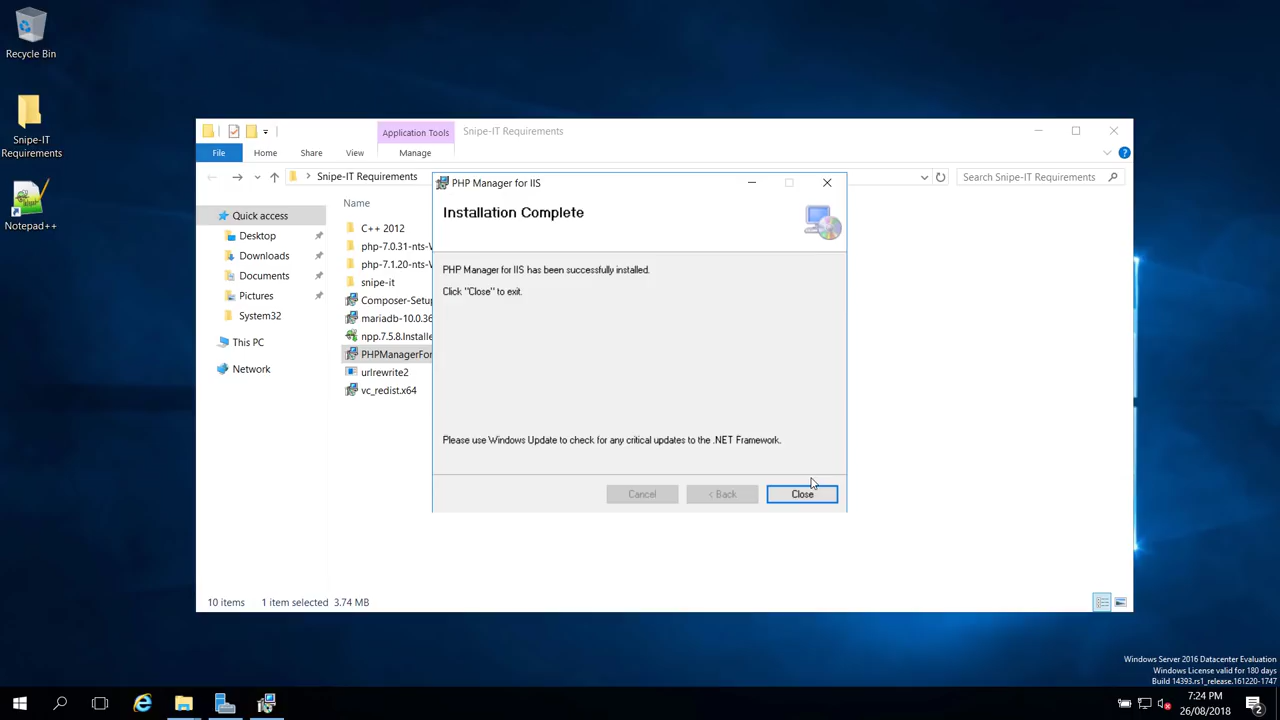 Recycle Bin
Snipe-IT
Requirements
Notepad++
Application Tools
Snipe-IT Requirements
File
Home
Share
View
Manage
Snipe-IT Requirements
Search Snipe-IT Requirements
Quick access
Desktop
Downloads
Documents
Pictures
System32
This PC
Network
Name
C++ 2012
php-7.0.31-nts-
php-7.1.20-nts-
snipe-it
Composer-Setup
mariadb-10.0.36
npp.7.5.8.Installe
PHPManagerFor
urlrewrite2
vc_redist.x64
PHP Manager for IIS
Installation Complete
PHP Manager for IIS has been successfully installed.
Click "Close" to exit.
Please use Windows Update to check for any critical updates to the .NET Framework.
Cancel
< Back
Close
10 items
1 item selected 3.74 MB
Windows Server 2016 Datacenter Evaluation
Windows License valid for 180 days
Build 14393.rs1_release.161220-1747
7:24 PM
26/08/2018
2